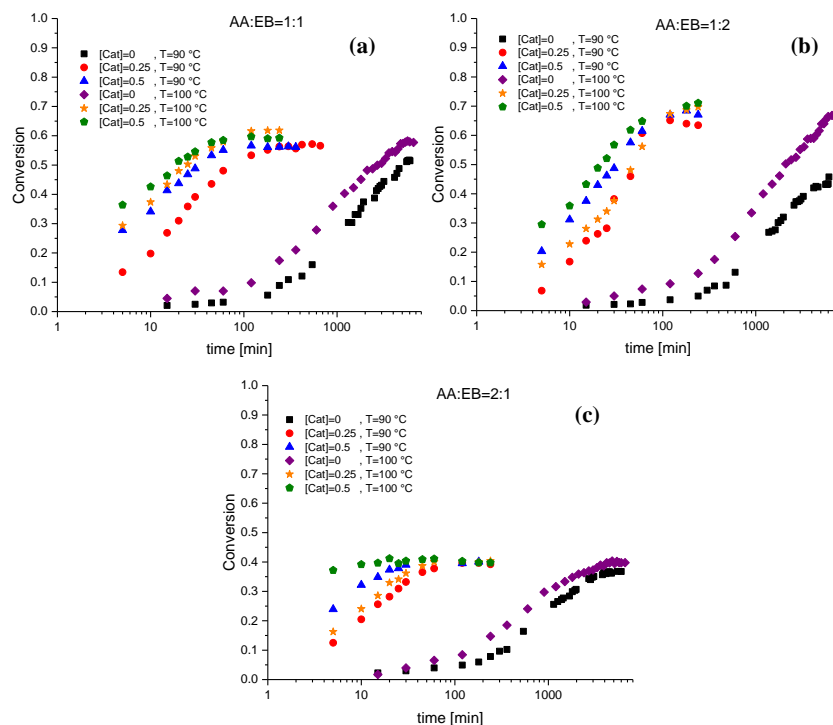 AA:EB=1:1
(a)
[Cat]=0 , T=90 °C
[Cat]=0.25 , T=90 °C
[Cat]=0.5 , T=90 °C
[Cat]=0 , T=100 °C
[Cat]=0.25 , T=100 °C
[Cat]=0.5 , T=100 °C
Conversion
1.0
0.9
0.8
0.7
0.6
0.5
0.4
0.3
0.2
0.1
0.0
1 10 100 1000
time [min]
AA:EB=1:2
(b)
[Cat]=0 , T=90 °C
[Cat]=0.25 , T=90 °C
[Cat]=0.5 , T=90 °C
[Cat]=0 , T=100 °C
[Cat]=0.25 , T=100 °C
[Cat]=0.5 , T=100 °C
Conversion
1.0
0.9
0.8
0.7
0.6
0.5
0.4
0.3
0.2
0.1
0.0
1 10 100 1000
time [min]
AA:EB=2:1
(c)
[Cat]=0 , T=90 °C
[Cat]=0.25 , T=90 °C
[Cat]=0.5 , T=90 °C
[Cat]=0 , T=100 °C
[Cat]=0.25 , T=100 °C
[Cat]=0.5 , T=100 °C
Conversion
1.0
0.9
0.8
0.7
0.6
0.5
0.4
0.3
0.2
0.1
0.0
1 10 100 1000
time [min]